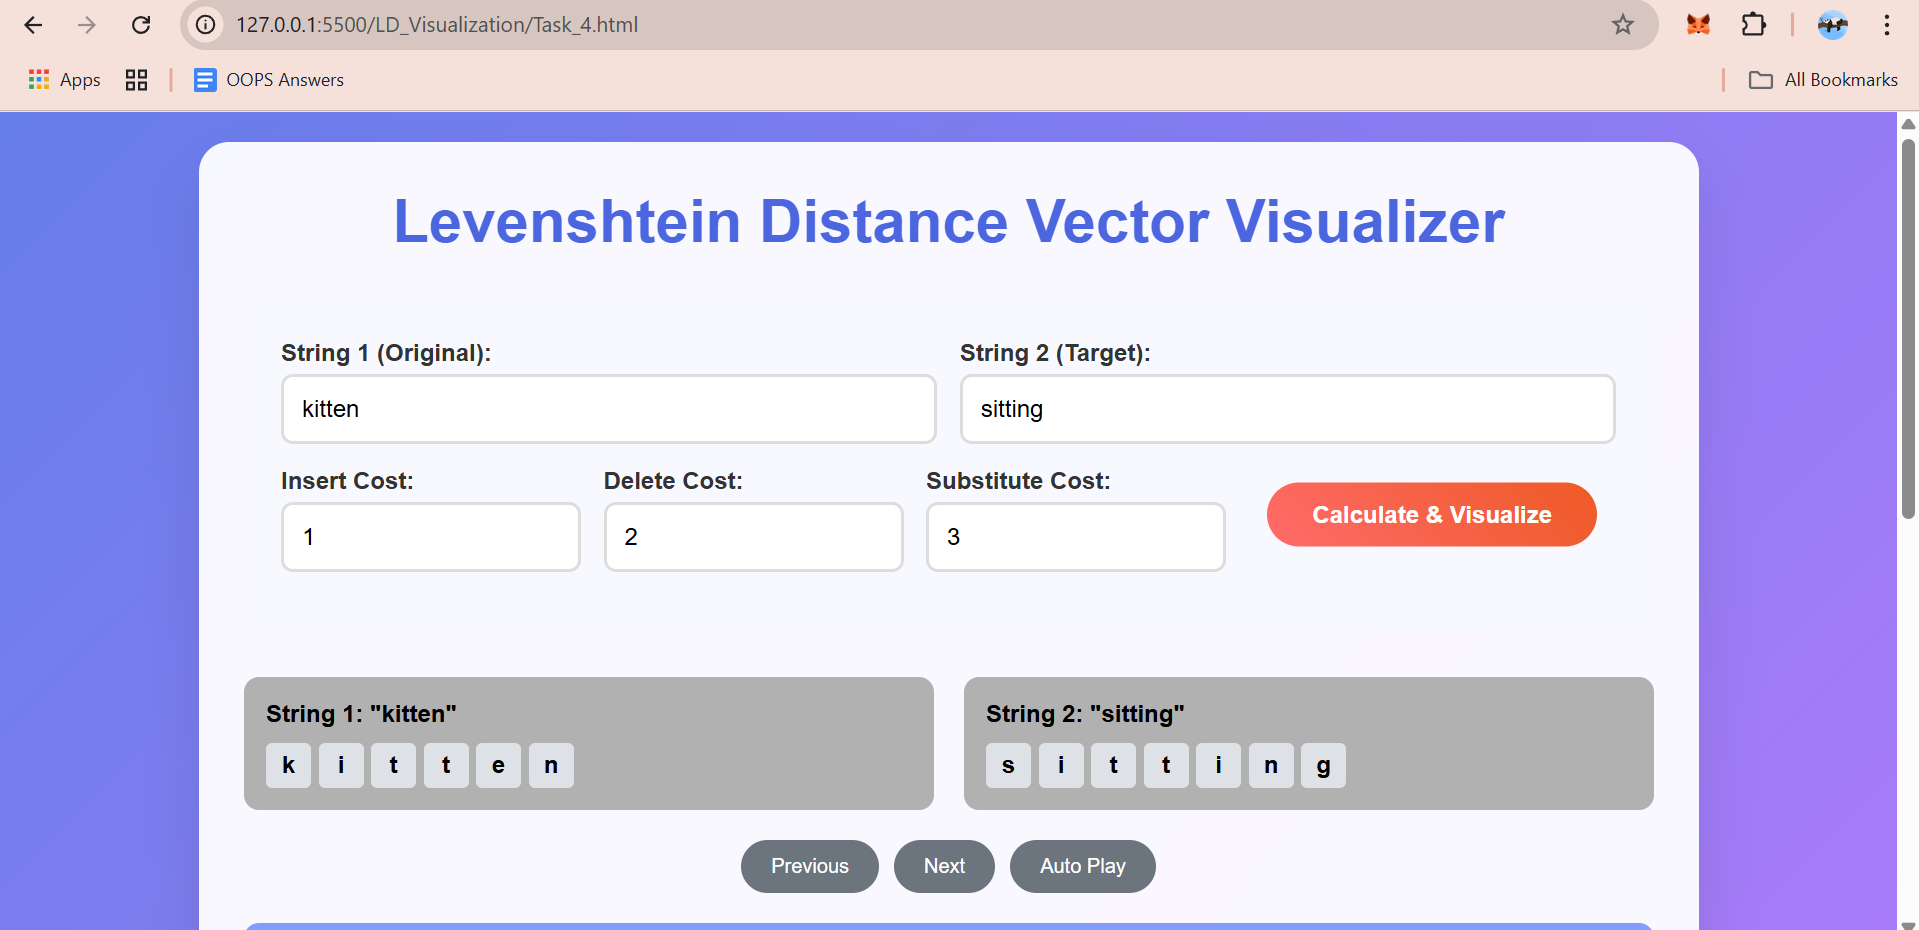 127.0.0.1:5500/LD_Visualization/Task_4.html
Apps OOPS Answers All Bookmarks
Levenshtein Distance Vector Visualizer
String 1 (Original): String 2 (Target):
kitten sitting
Insert Cost: Delete Cost: Substitute Cost:
1 2 3 Calculate & Visualize
String 1: "kitten" String 2: "sitting"
k i t t e n s i t t i n g
Previous Next Auto Play